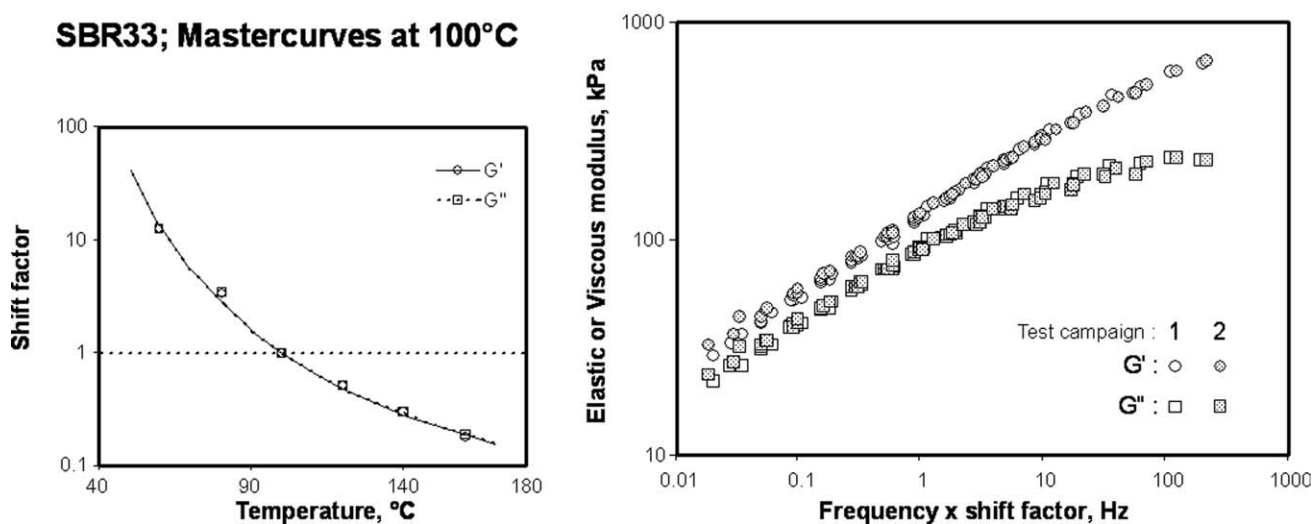 SBR33; Mastercurves at 100°C
Shift factor
100
10
1
0.1
40
90
140
180
Temperature, °C
G'
G"
Elastic or Viscous modulus, kPa
1000
100
10
0.01
0.1
1
10
100
1000
Frequency x shift factor, Hz
Test campaign : 1 2
G' :
G" :